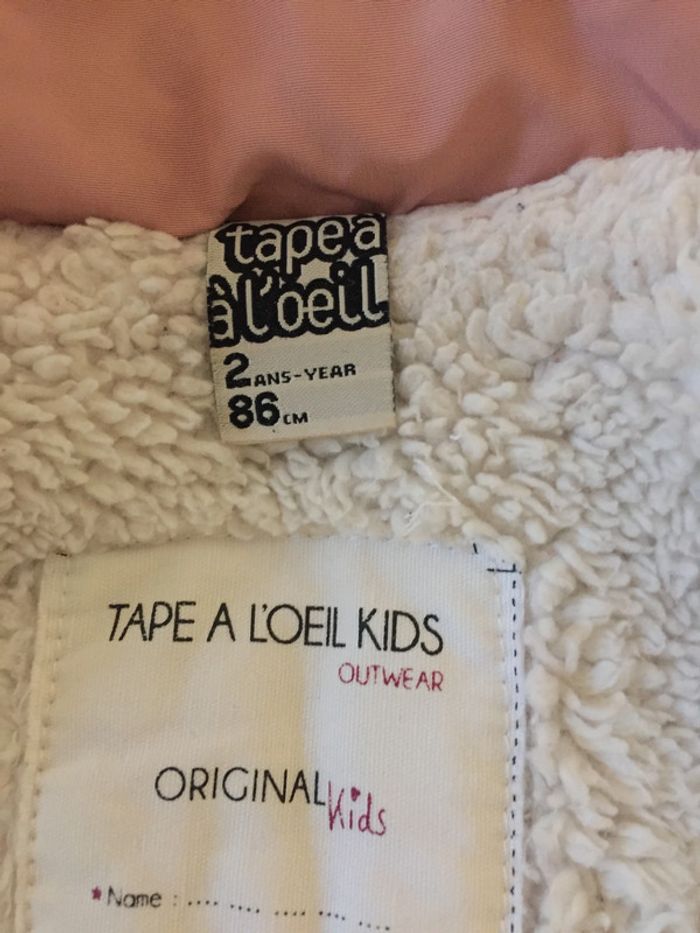 tape a
à l'oeil
2 ANS-YEAR
86 CM
TAPE A L'OEIL KIDS
OUTWEAR
ORIGINAL Kids
*Name : .... .... .... .... ....